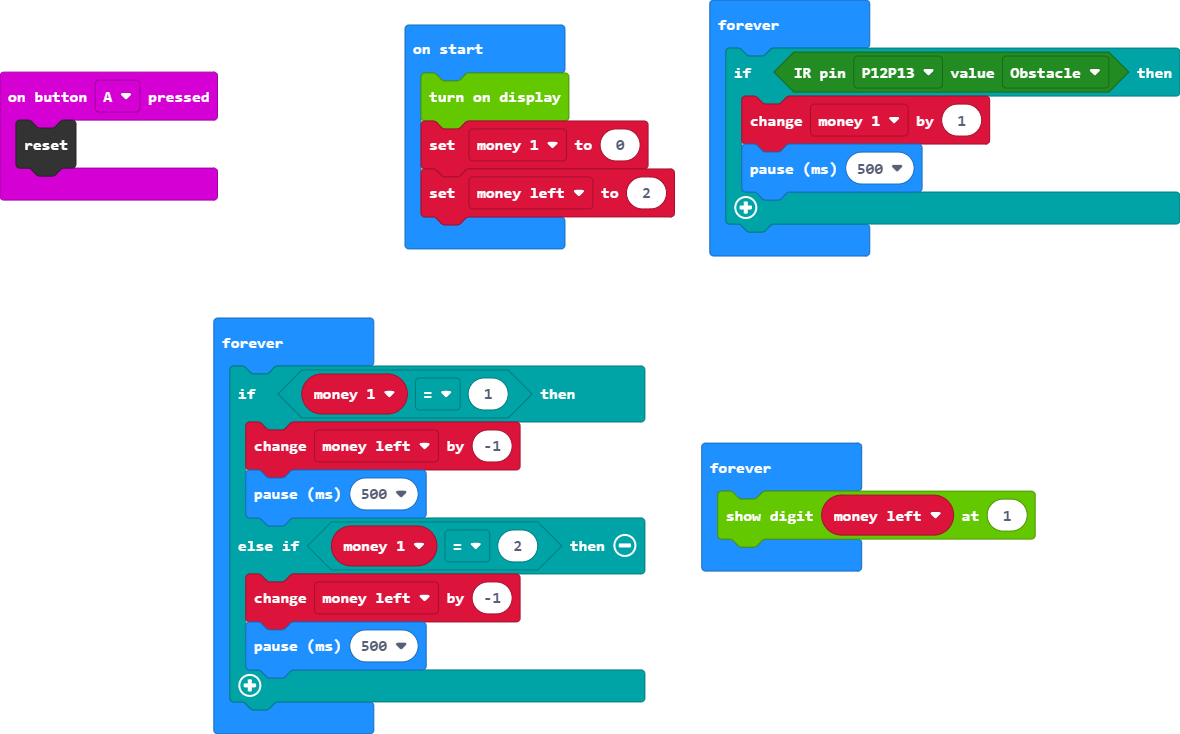 on button A pressed
reset
on start
turn on display
set money 1 to 0
set money left to 2
forever
if IR pin P12P13 value Obstacle then
change money 1 by 1
pause (ms) 500
forever
if money 1 = 1 then
change money left by -1
pause (ms) 500
else if money 1 = 2 then
change money left by -1
pause (ms) 500
forever
show digit money left at 1